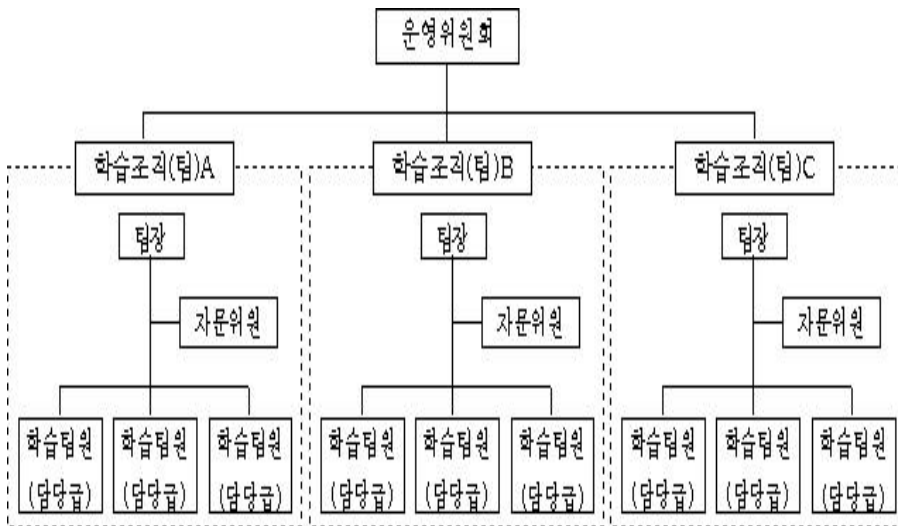 운영위원회
학습조직(팀)A
학습조직(팀)B
학습조직(팀)C
팀장
팀장
팀장
자문위원
자문위원
자문위원
학습팀원
(담당급)
학습팀원
(담당급)
학습팀원
(담당급)
학습팀원
(담당급)
학습팀원
(담당급)
학습팀원
(담당급)
학습팀원
(담당급)
학습팀원
(담당급)
학습팀원
(담당급)